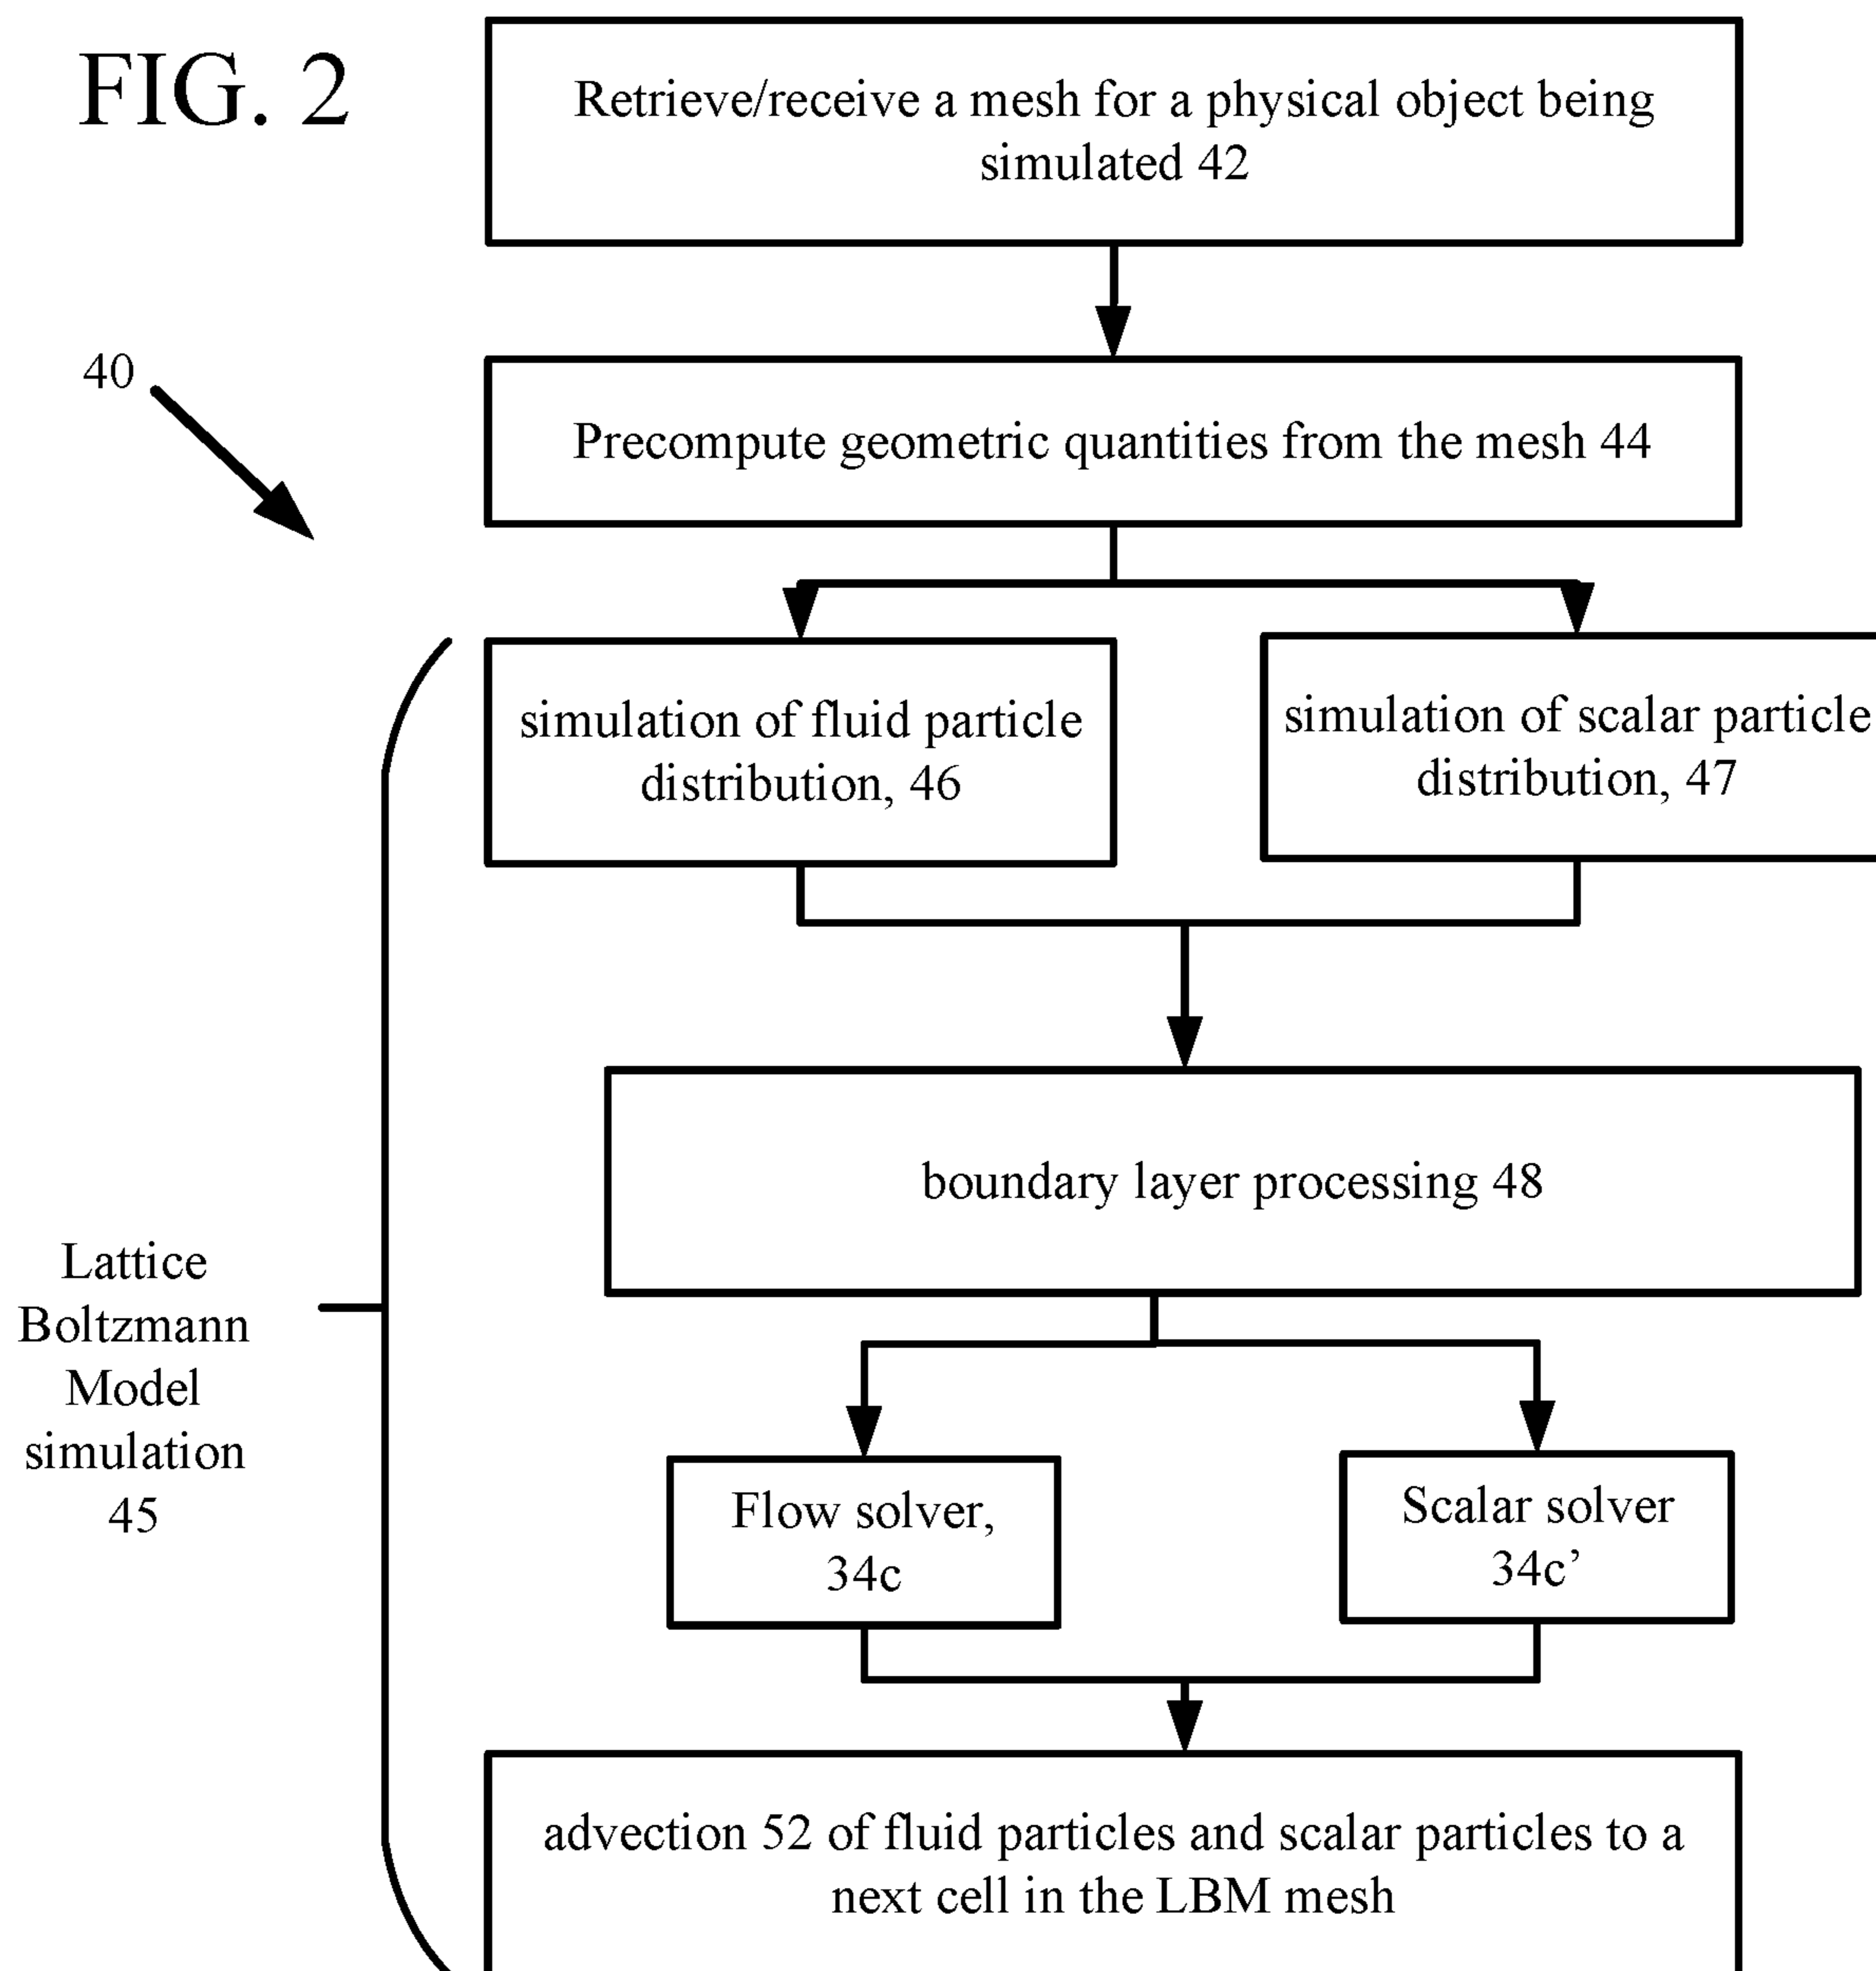 FIG. 2
Retrieve/receive a mesh for a physical object being
simulated 42
40
Precompute geometric quantities from the mesh 44
simulation of fluid particle
distribution, 46
simulation of scalar particle
distribution, 47
boundary layer processing 48
Lattice
Boltzmann
Model
simulation
45
Flow solver,
34c
Scalar solver
34c’
advection 52 of fluid particles and scalar particles to a
next cell in the LBM mesh